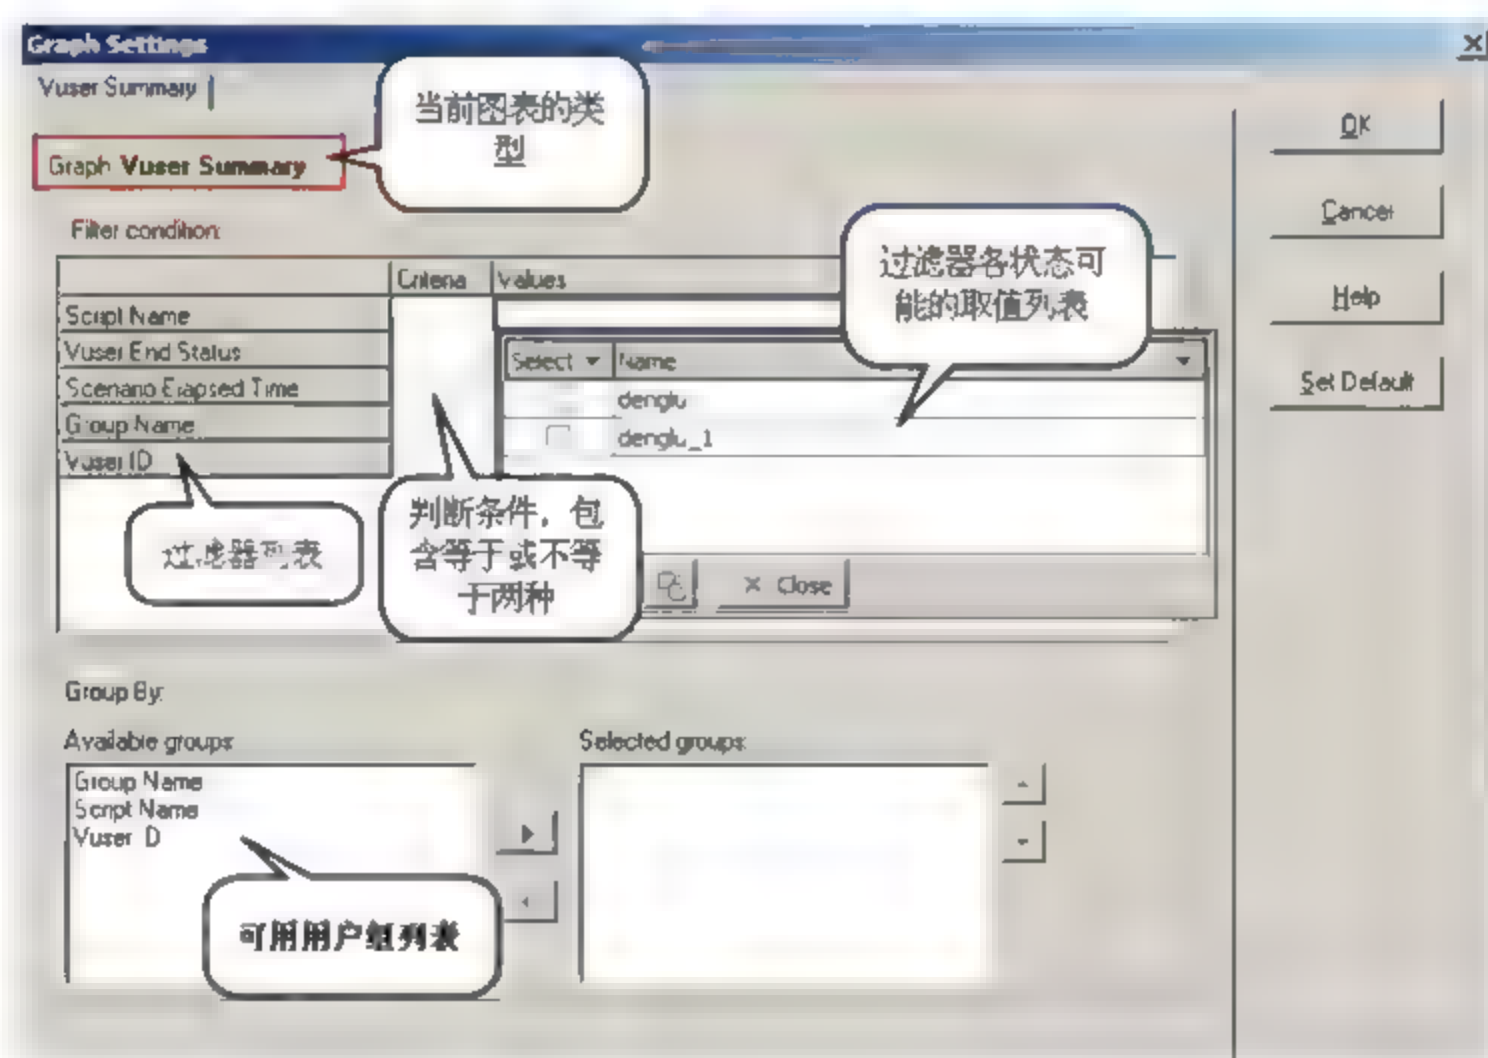 Graph Settings
Vuser Summary
当前图表的类
型
Graph Vuser Summary
Filter condition:
过滤器各状态可
能的取值列表
Criteria
Values
Script Name
Vuser End Status
Scenario Elapsed Time
Group Name
Vuser ID
Select
Name
denglu
denglu_1
过滤器列表
判断条件，包
含等于或不等
于两种
Close
Group By:
Available groups:
Group Name
Script Name
Vuser ID
可用用户组列表
Selected groups:
OK
Cancel
Help
Set Default